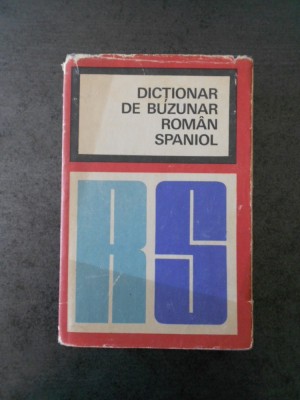 DICȚIONAR
DE BUZUNAR
ROMÂN
SPANIOL
RS